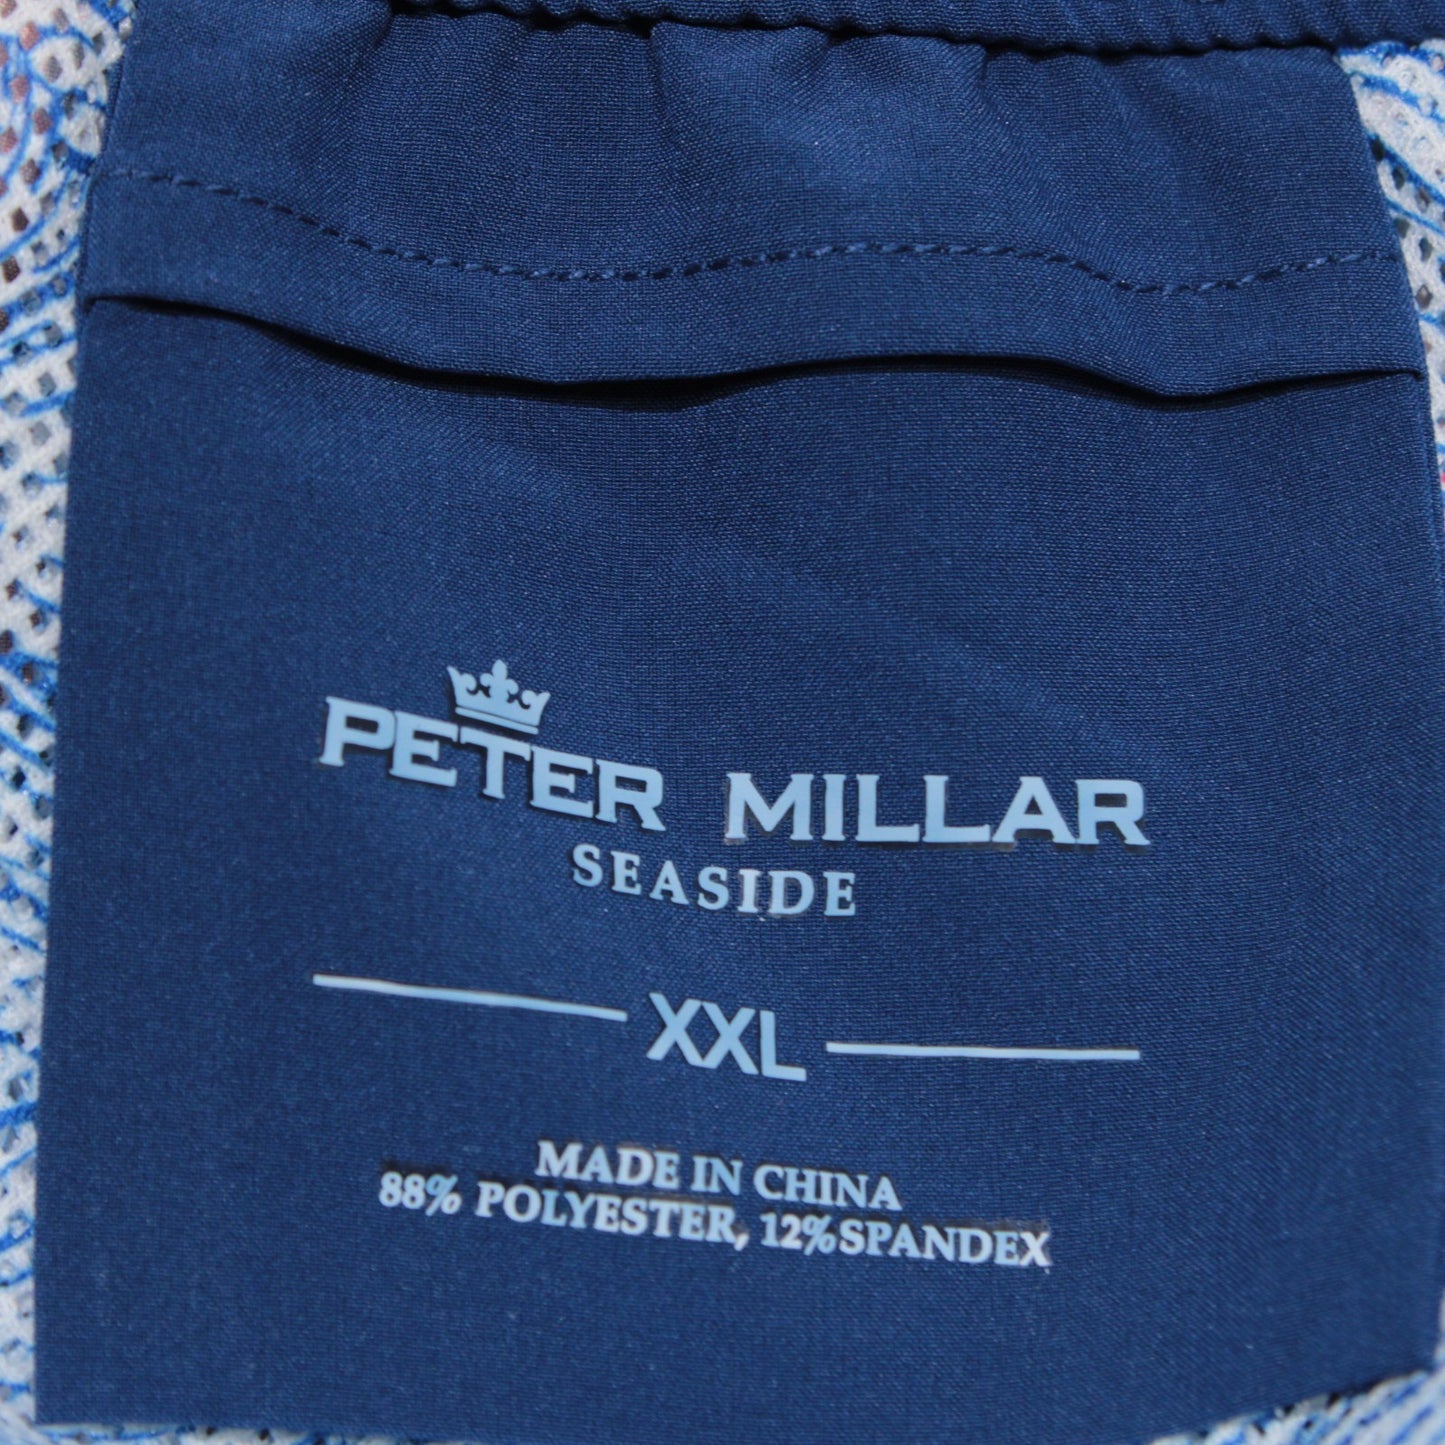 PETER MILLAR
SEASIDE
XXL
MADE IN CHINA
88% POLYESTER, 12%SPANDEX